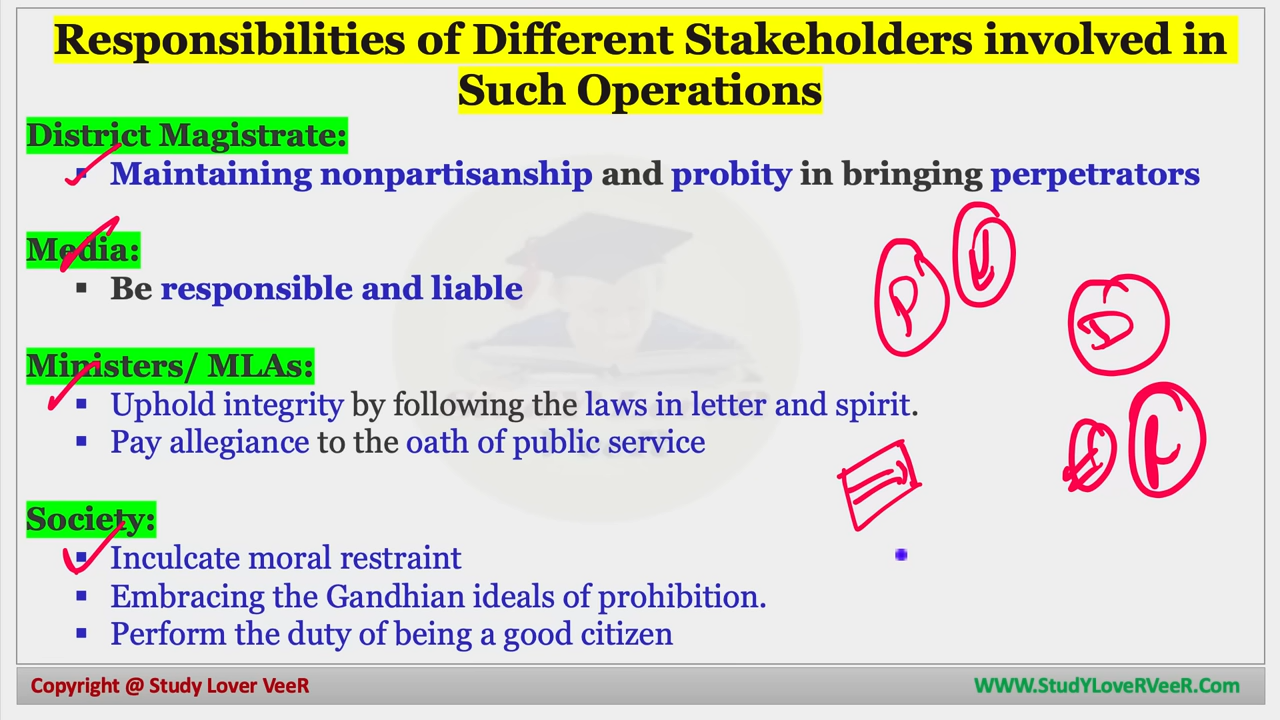 Responsibilities of Different Stakeholders involved in
Such Operations
District Magistrate:
▪ Maintaining nonpartisanship and probity in bringing perpetrators
Media:
▪ Be responsible and liable
Ministers/ MLAs:
▪ Uphold integrity by following the laws in letter and spirit.
▪ Pay allegiance to the oath of public service
Society:
▪ Inculcate moral restraint
▪ Embracing the Gandhian ideals of prohibition.
▪ Perform the duty of being a good citizen
P
D
Copyright @ Study Lover VeeR
WWW.StudYLoveRVeeR.Com